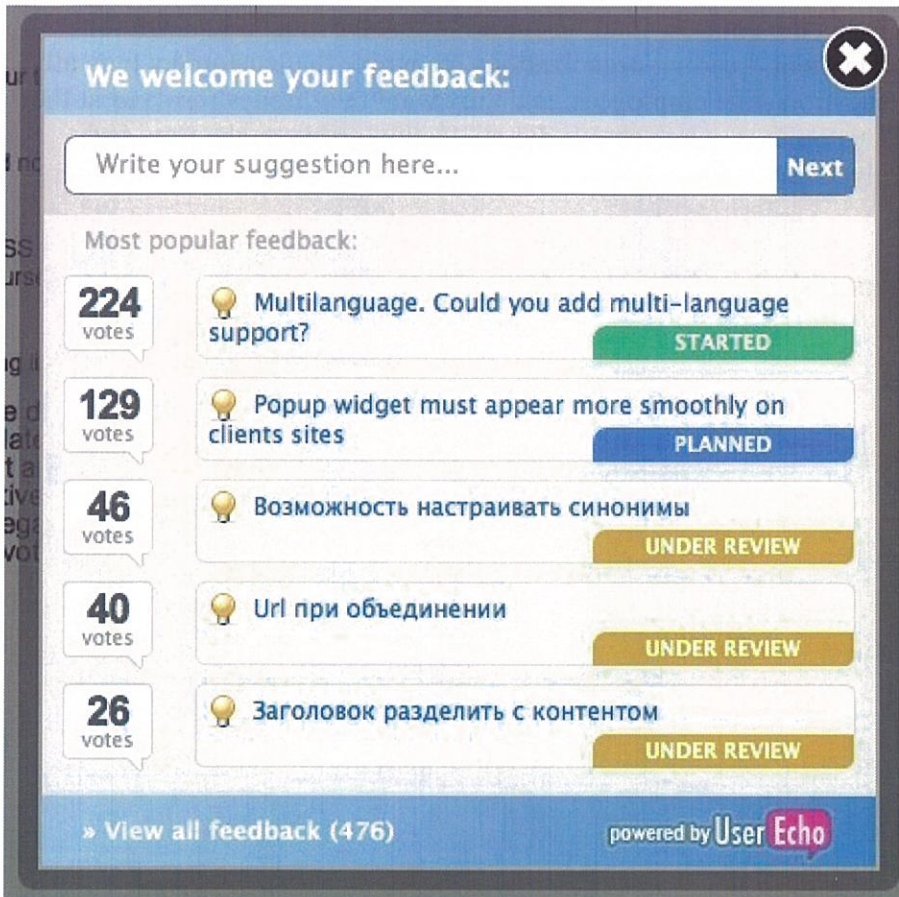 We welcome your feedback:
Write your suggestion here...
Next
Most popular feedback:
224
votes
Multilanguage. Could you add multi-language
support?
STARTED
129
votes
Popup widget must appear more smoothly on
clients sites
PLANNED
46
votes
Возможность настраивать синонимы
UNDER REVIEW
40
votes
Url при объединении
UNDER REVIEW
26
votes
Заголовок разделить с контентом
UNDER REVIEW
» View all feedback (476)
powered by User Echo